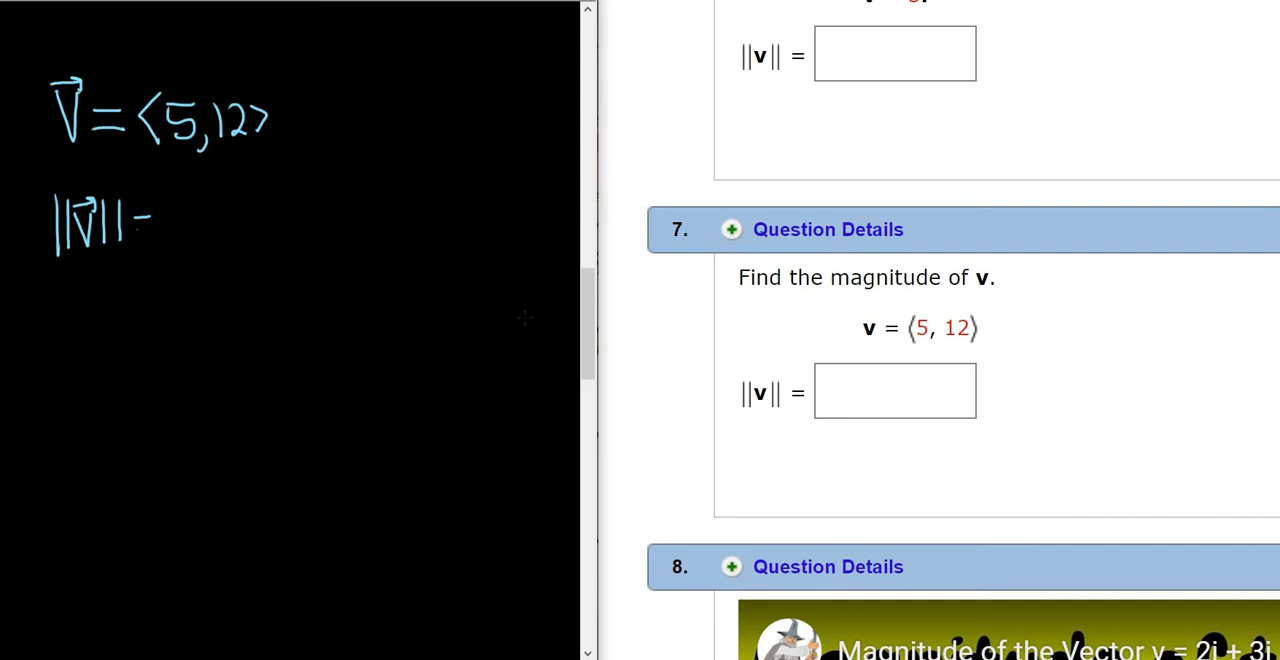 V = ⟨5,12⟩
||V|| =
||v|| =
7. Question Details
Find the magnitude of v.
v = ⟨5, 12⟩
||v|| =
8. Question Details
Magnitude of the Vector v = 2i + 3j